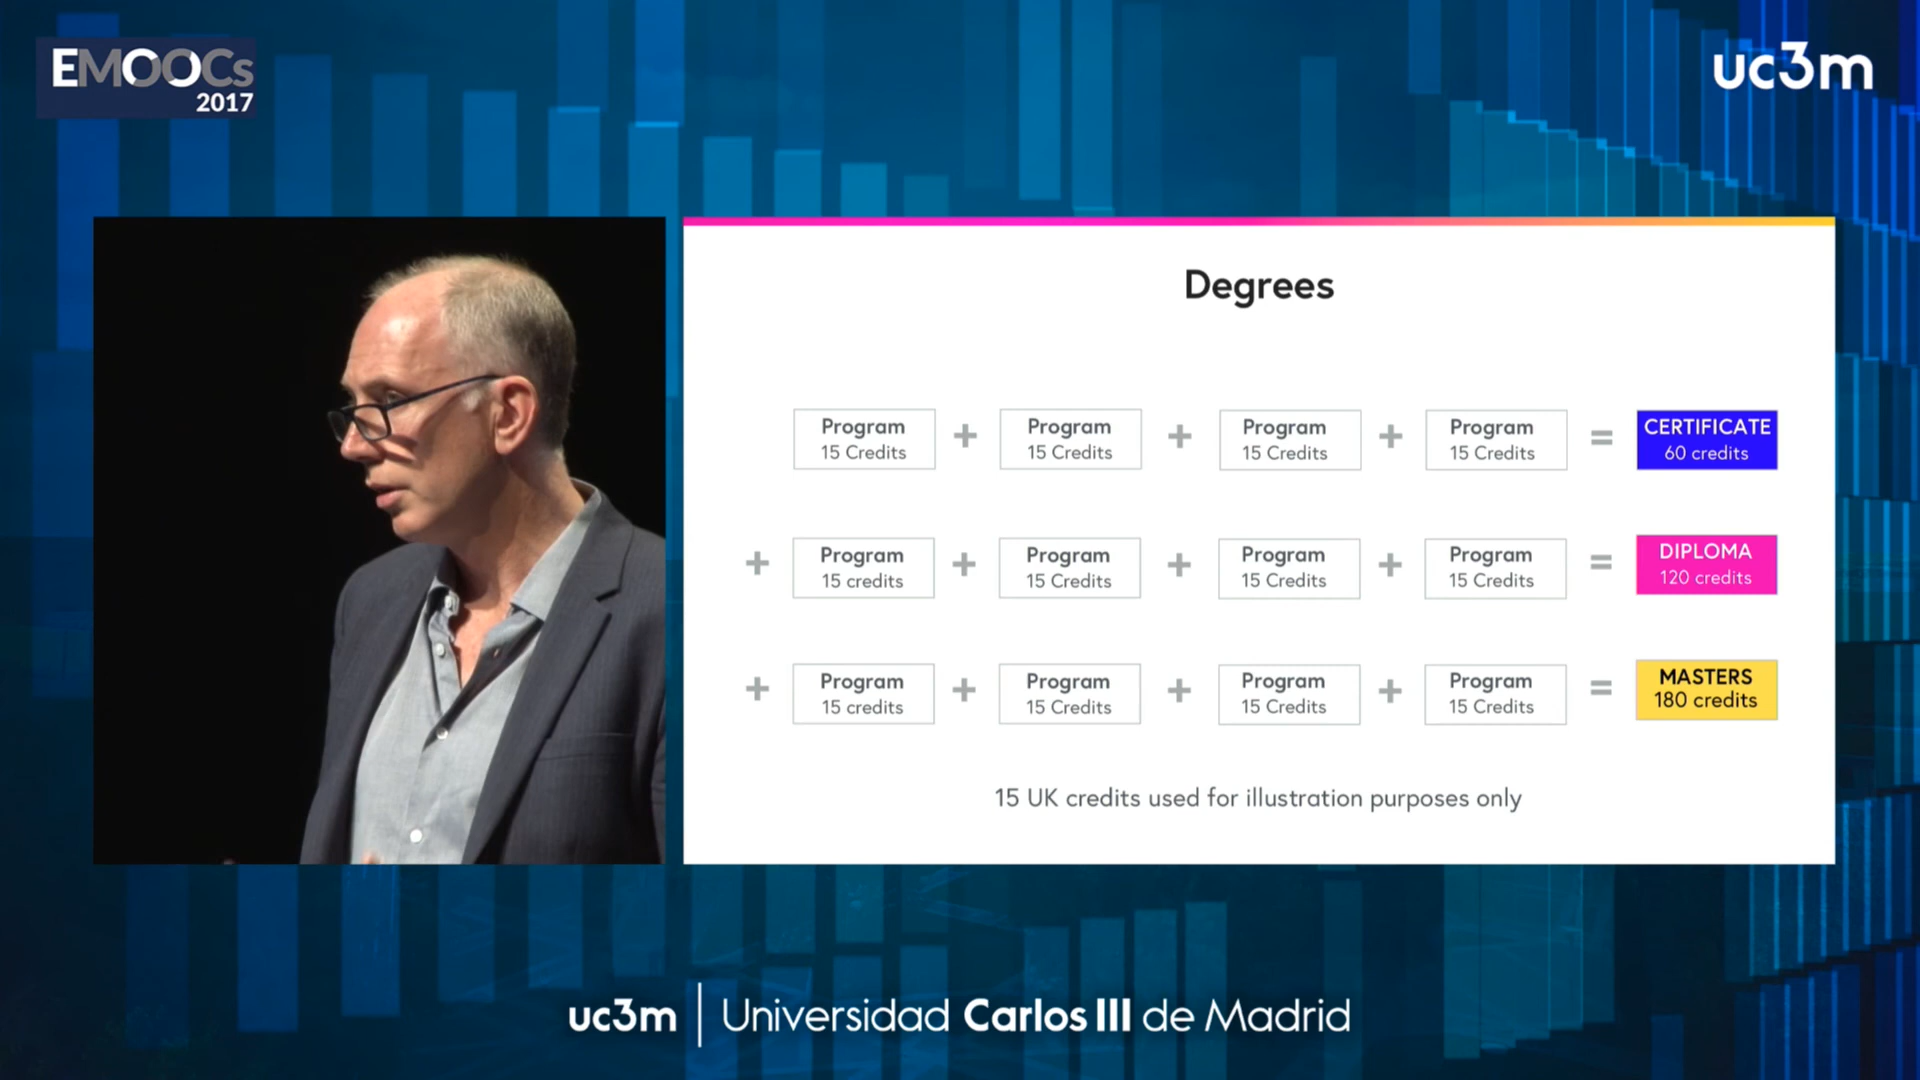 EMOOCs
2017
uc3m
Degrees
Program + Program + Program + Program = CERTIFICATE
15 Credits 15 Credits 15 Credits 15 Credits 60 credits
+ Program + Program + Program + Program = DIPLOMA
15 credits 15 Credits 15 Credits 15 Credits 120 credits
+ Program + Program + Program + Program = MASTERS
15 credits 15 Credits 15 Credits 15 Credits 180 credits
15 UK credits used for illustration purposes only
uc3m | Universidad Carlos III de Madrid